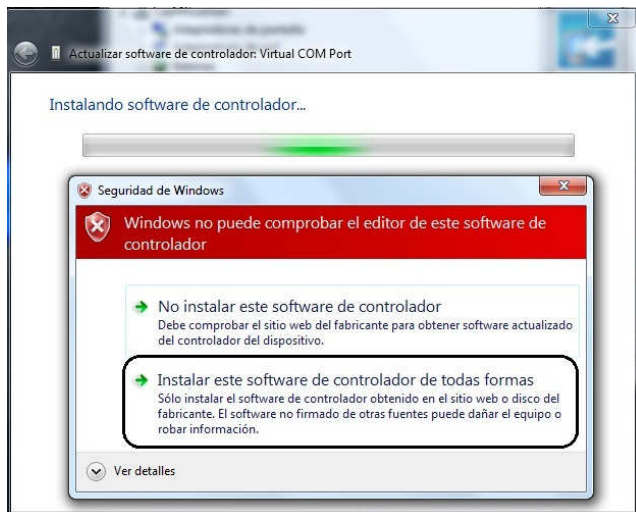 Actualizar software de controlador: Virtual COM Port
Instalando software de controlador...
Seguridad de Windows
Windows no puede comprobar el editor de este software de
controlador
No instalar este software de controlador
Debe comprobar el sitio web del fabricante para obtener software actualizado
del controlador del dispositivo.
Instalar este software de controlador de todas formas
Sólo instalar el software de controlador obtenido en el sitio web o disco del
fabricante. El software no firmado de otras fuentes puede dañar el equipo o
robar información.
Ver detalles